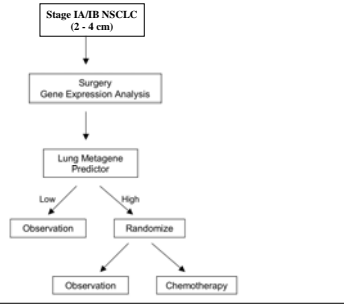 Stage IA/IB NSCLC
(2 - 4 cm)
Surgery
Gene Expression Analysis
Lung Metagene
Predictor
Low
High
Observation
Randomize
Observation
Chemotherapy